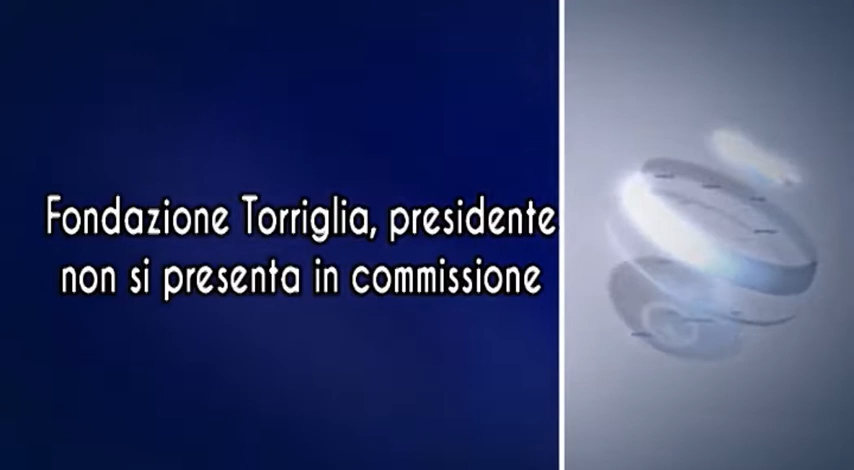 Fondazione Torriglia, presidente
non si presenta in commissione